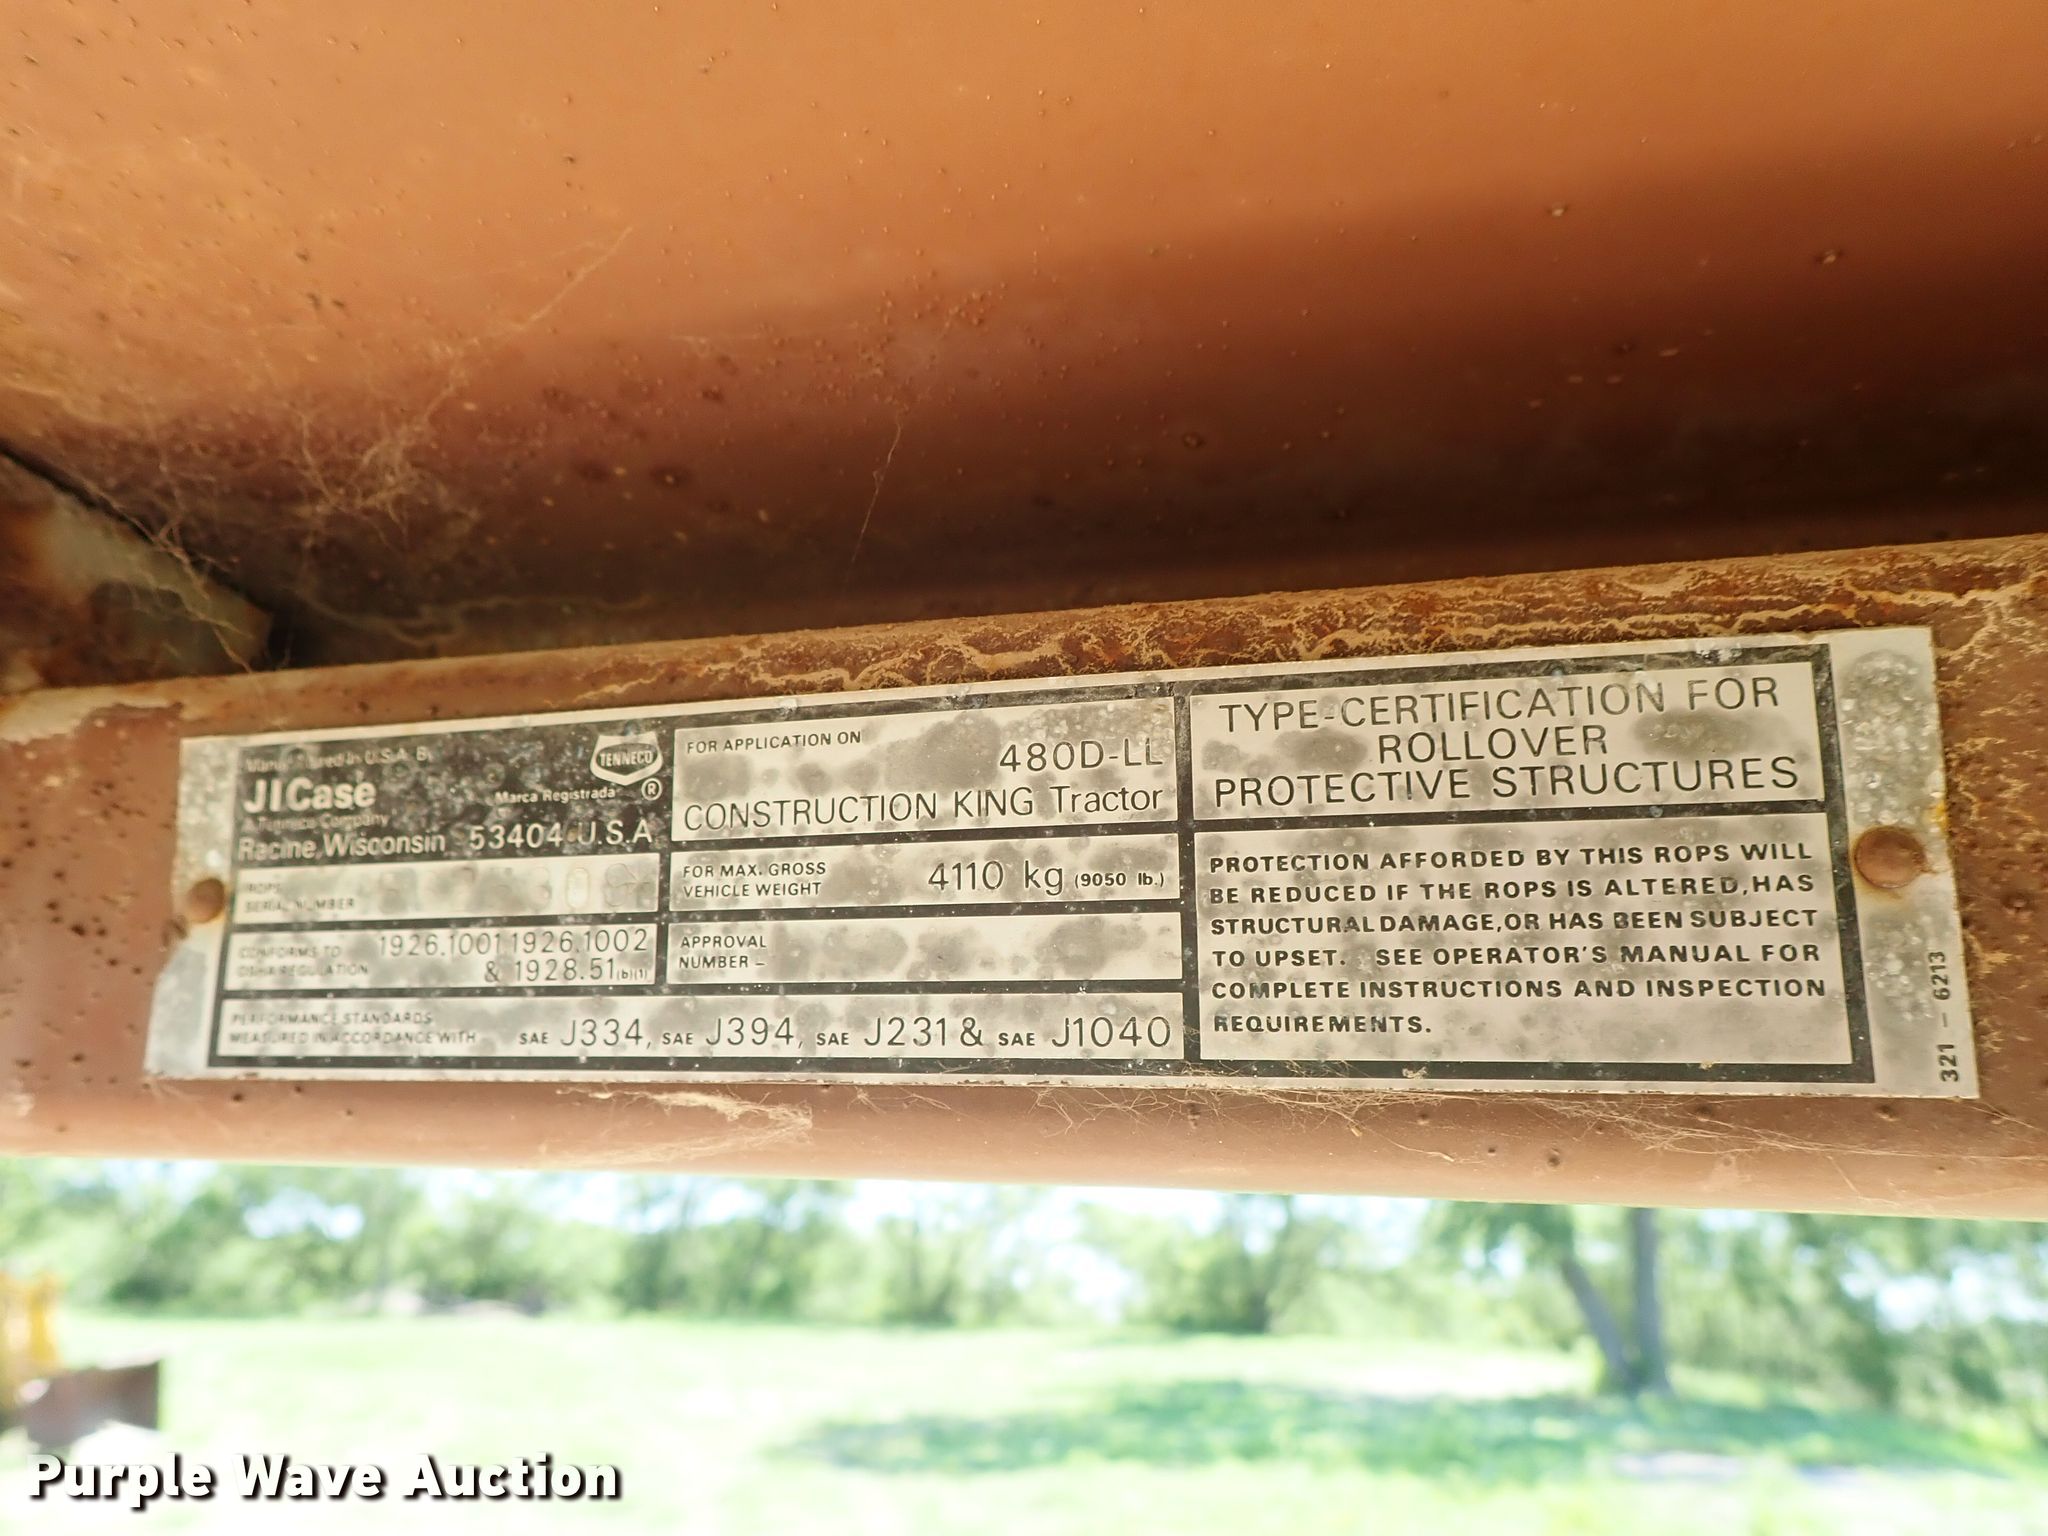 Manufactured in U.S.A. By
JI Case
A Tenneco Company
Racine, Wisconsin 53404 U.S.A.
TENNECO
Marca Registrada ®
ROPS
SERIAL NUMBER
CONFORMS TO
OSHA REGULATION
1926.1001 1926.1002
& 1928.51 (b)(1)
PERFORMANCE STANDARDS
MEASURED IN ACCORDANCE WITH
SAE J334, SAE J394, SAE J231 & SAE J1040
FOR APPLICATION ON
480D-LL
CONSTRUCTION KING Tractor
FOR MAX. GROSS
VEHICLE WEIGHT
4110 kg (9050 lb.)
APPROVAL
NUMBER –
TYPE-CERTIFICATION FOR
ROLLOVER
PROTECTIVE STRUCTURES
PROTECTION AFFORDED BY THIS ROPS WILL
BE REDUCED IF THE ROPS IS ALTERED, HAS
STRUCTURAL DAMAGE, OR HAS BEEN SUBJECT
TO UPSET. SEE OPERATOR'S MANUAL FOR
COMPLETE INSTRUCTIONS AND INSPECTION
REQUIREMENTS.
321 – 6213
Purple Wave Auction